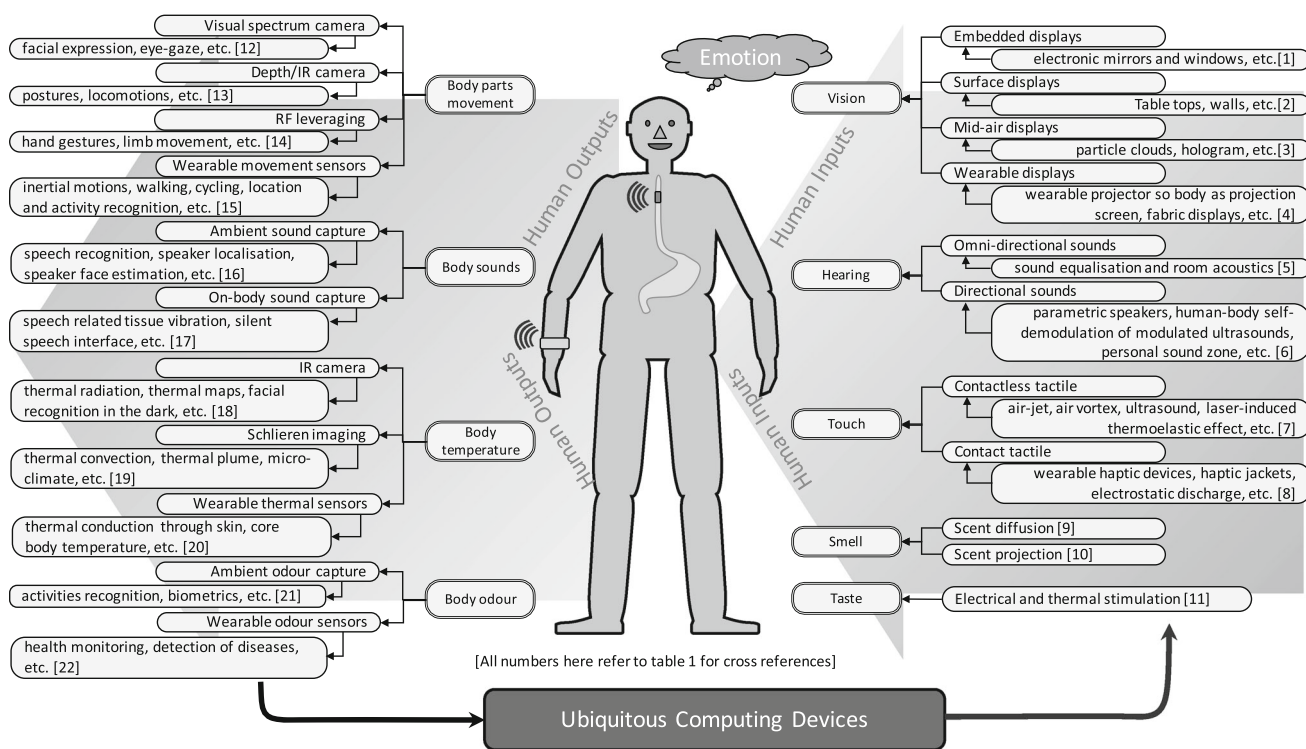 Visual spectrum camera
facial expression, eye-gaze, etc. [12]
Depth/IR camera
postures, locomotions, etc. [13]
RF leveraging
hand gestures, limb movement, etc. [14]
Wearable movement sensors
inertial motions, walking, cycling, location
and activity recognition, etc. [15]
Body parts
movement
Ambient sound capture
speech recognition, speaker localisation,
speaker face estimation, etc. [16]
On-body sound capture
speech related tissue vibration, silent
speech interface, etc. [17]
Body sounds
IR camera
thermal radiation, thermal maps, facial
recognition in the dark, etc. [18]
Schlieren imaging
thermal convection, thermal plume, micro-
climate, etc. [19]
Wearable thermal sensors
thermal conduction through skin, core
body temperature, etc. [20]
Body
temperature
Ambient odour capture
activities recognition, biometrics, etc. [21]
Wearable odour sensors
health monitoring, detection of diseases,
etc. [22]
Body odour
Emotion
Human Outputs
Human Outputs
Human Inputs
Human Inputs
Vision
Embedded displays
electronic mirrors and windows, etc.[1]
Surface displays
Table tops, walls, etc.[2]
Mid-air displays
particle clouds, hologram, etc.[3]
Wearable displays
wearable projector so body as projection
screen, fabric displays, etc. [4]
Hearing
Omni-directional sounds
sound equalisation and room acoustics [5]
Directional sounds
parametric speakers, human-body self-
demodulation of modulated ultrasounds,
personal sound zone, etc. [6]
Touch
Contactless tactile
air-jet, air vortex, ultrasound, laser-induced
thermoelastic effect, etc. [7]
Contact tactile
wearable haptic devices, haptic jackets,
electrostatic discharge, etc. [8]
Smell
Scent diffusion [9]
Scent projection [10]
Taste
Electrical and thermal stimulation [11]
[All numbers here refer to table 1 for cross references]
Ubiquitous Computing Devices